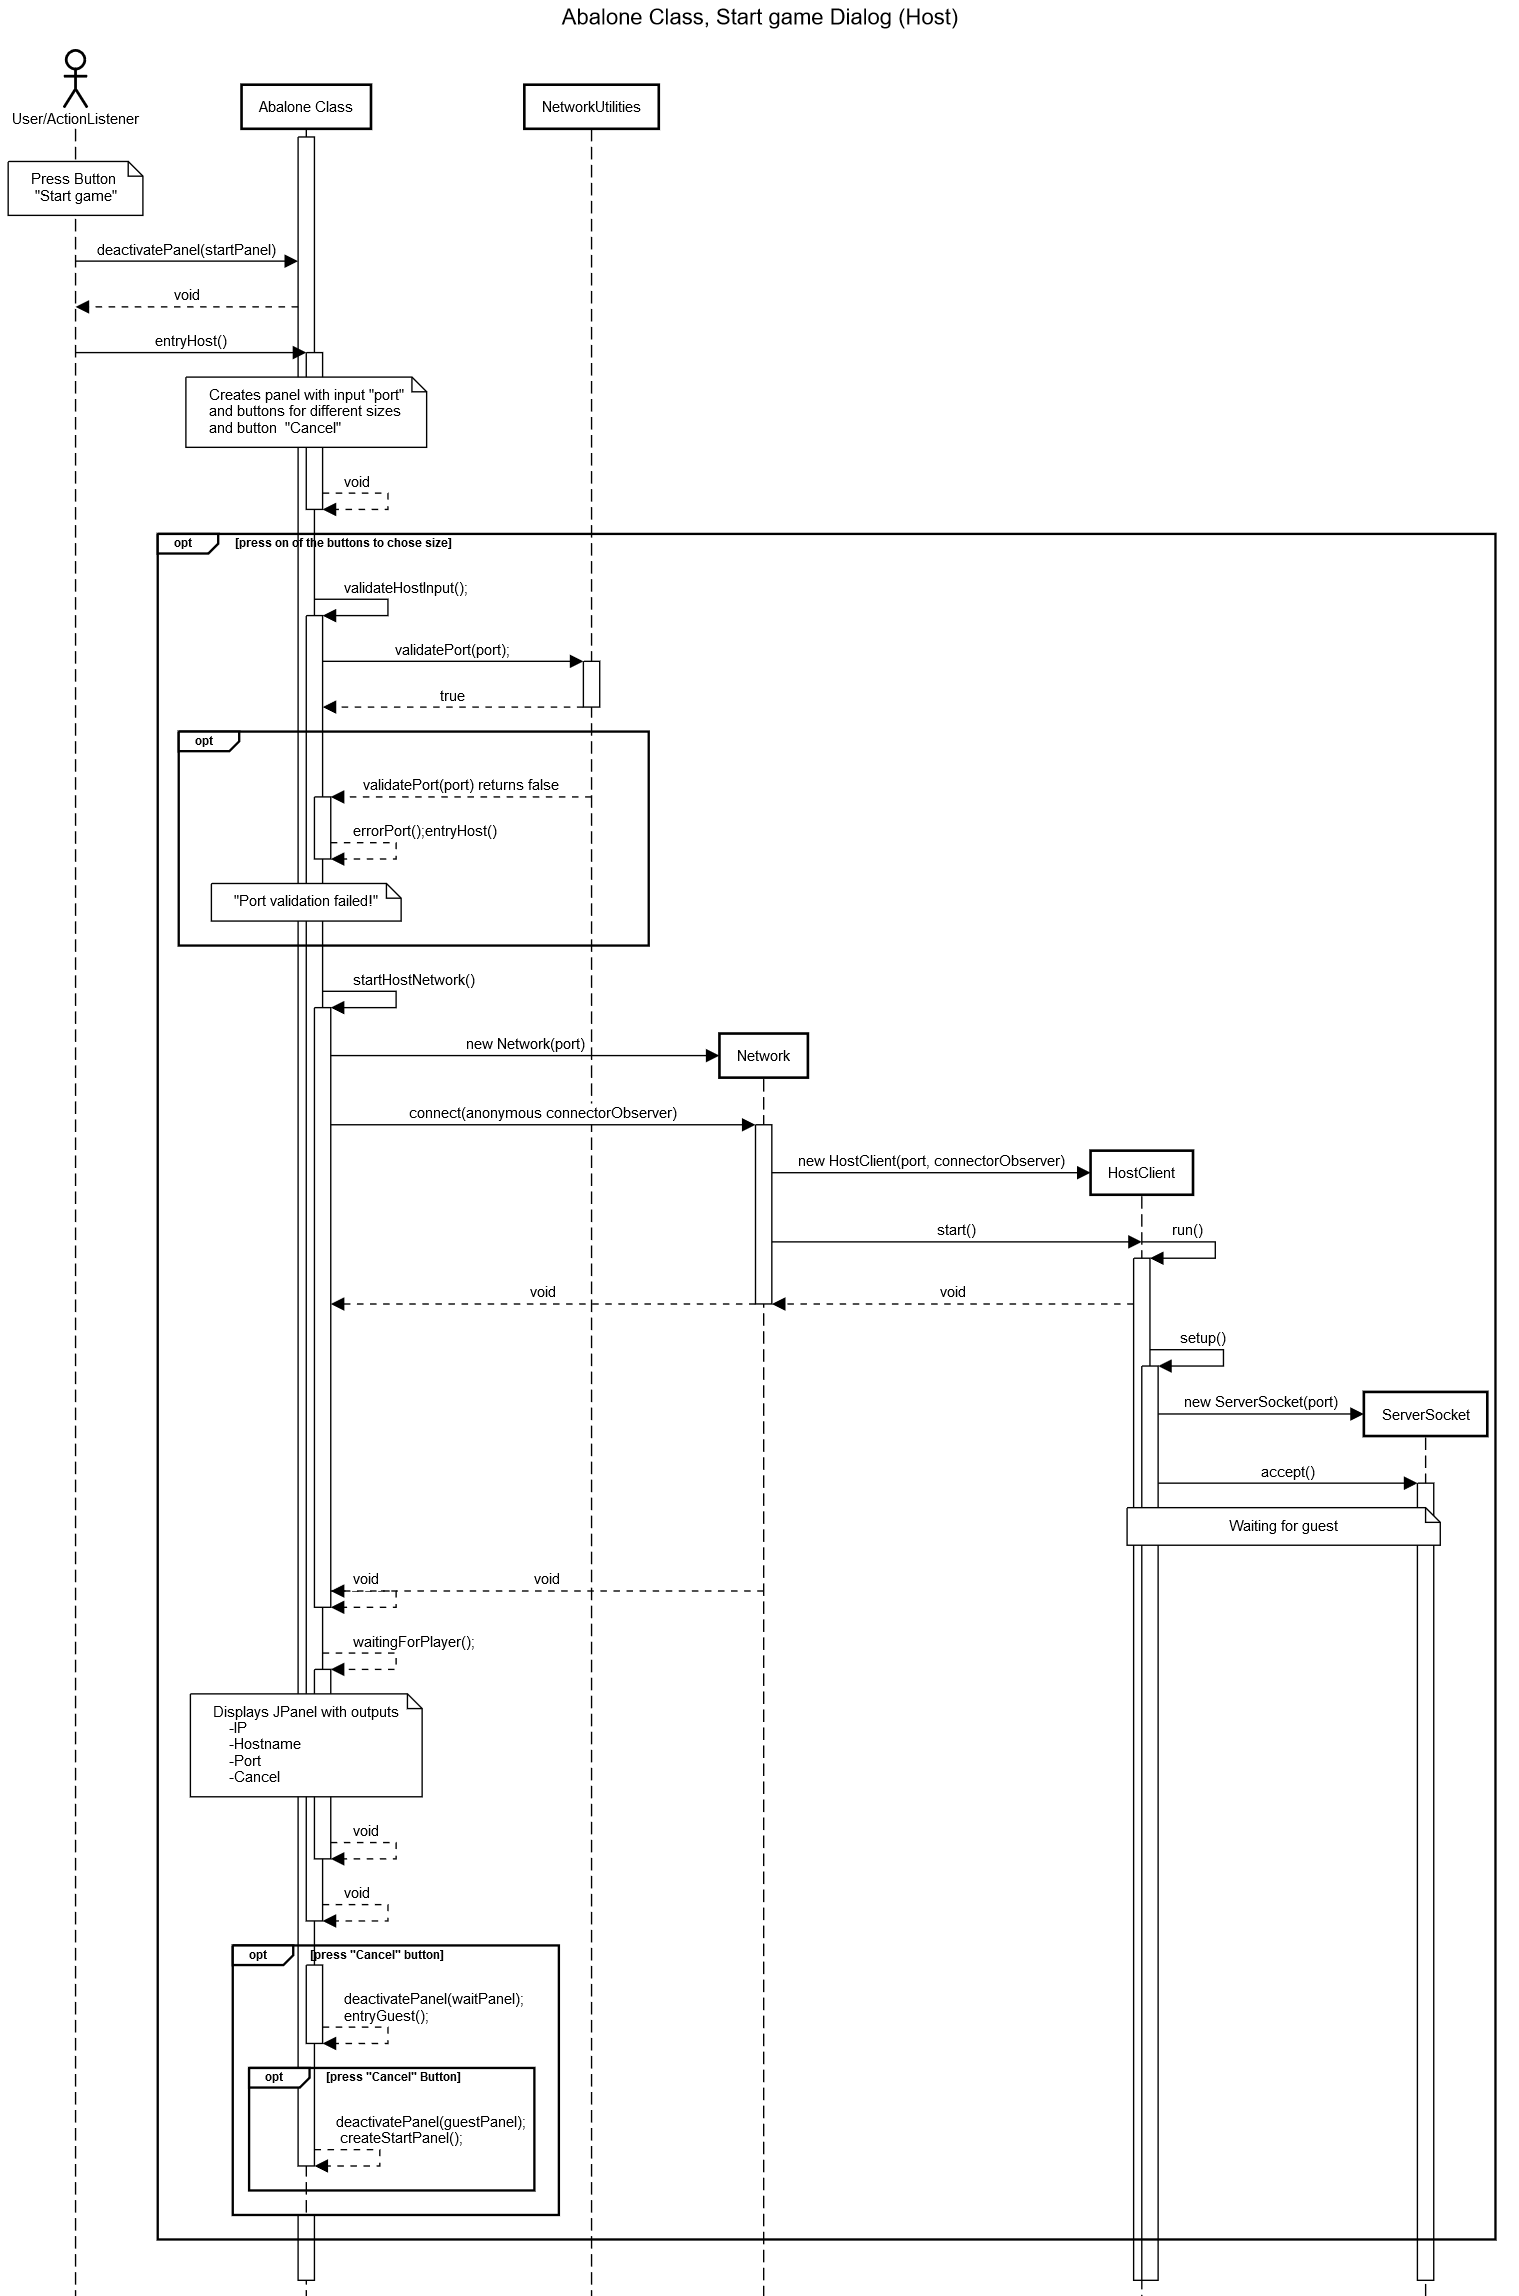 Abalone Class, Start game Dialog (Host)
User/ActionListener
Abalone Class
NetworkUtilities
Press Button
"Start game"
deactivatePanel(startPanel)
void
entryHost()
Creates panel with input "port"
and buttons for different sizes
and button  "Cancel"
void
opt
[press on of the buttons to chose size]
validateHostInput();
validatePort(port);
true
opt
validatePort(port) returns false
errorPort();entryHost()
"Port validation failed!"
startHostNetwork()
new Network(port)
Network
connect(anonymous connectorObserver)
new HostClient(port, connectorObserver)
HostClient
start()
run()
void
void
setup()
new ServerSocket(port)
ServerSocket
accept()
Waiting for guest
void
void
waitingForPlayer();
Displays JPanel with outputs
-IP
-Hostname
-Port
-Cancel
void
void
opt
[press "Cancel" button]
deactivatePanel(waitPanel);
entryGuest();
opt
[press "Cancel" Button]
deactivatePanel(guestPanel);
createStartPanel();